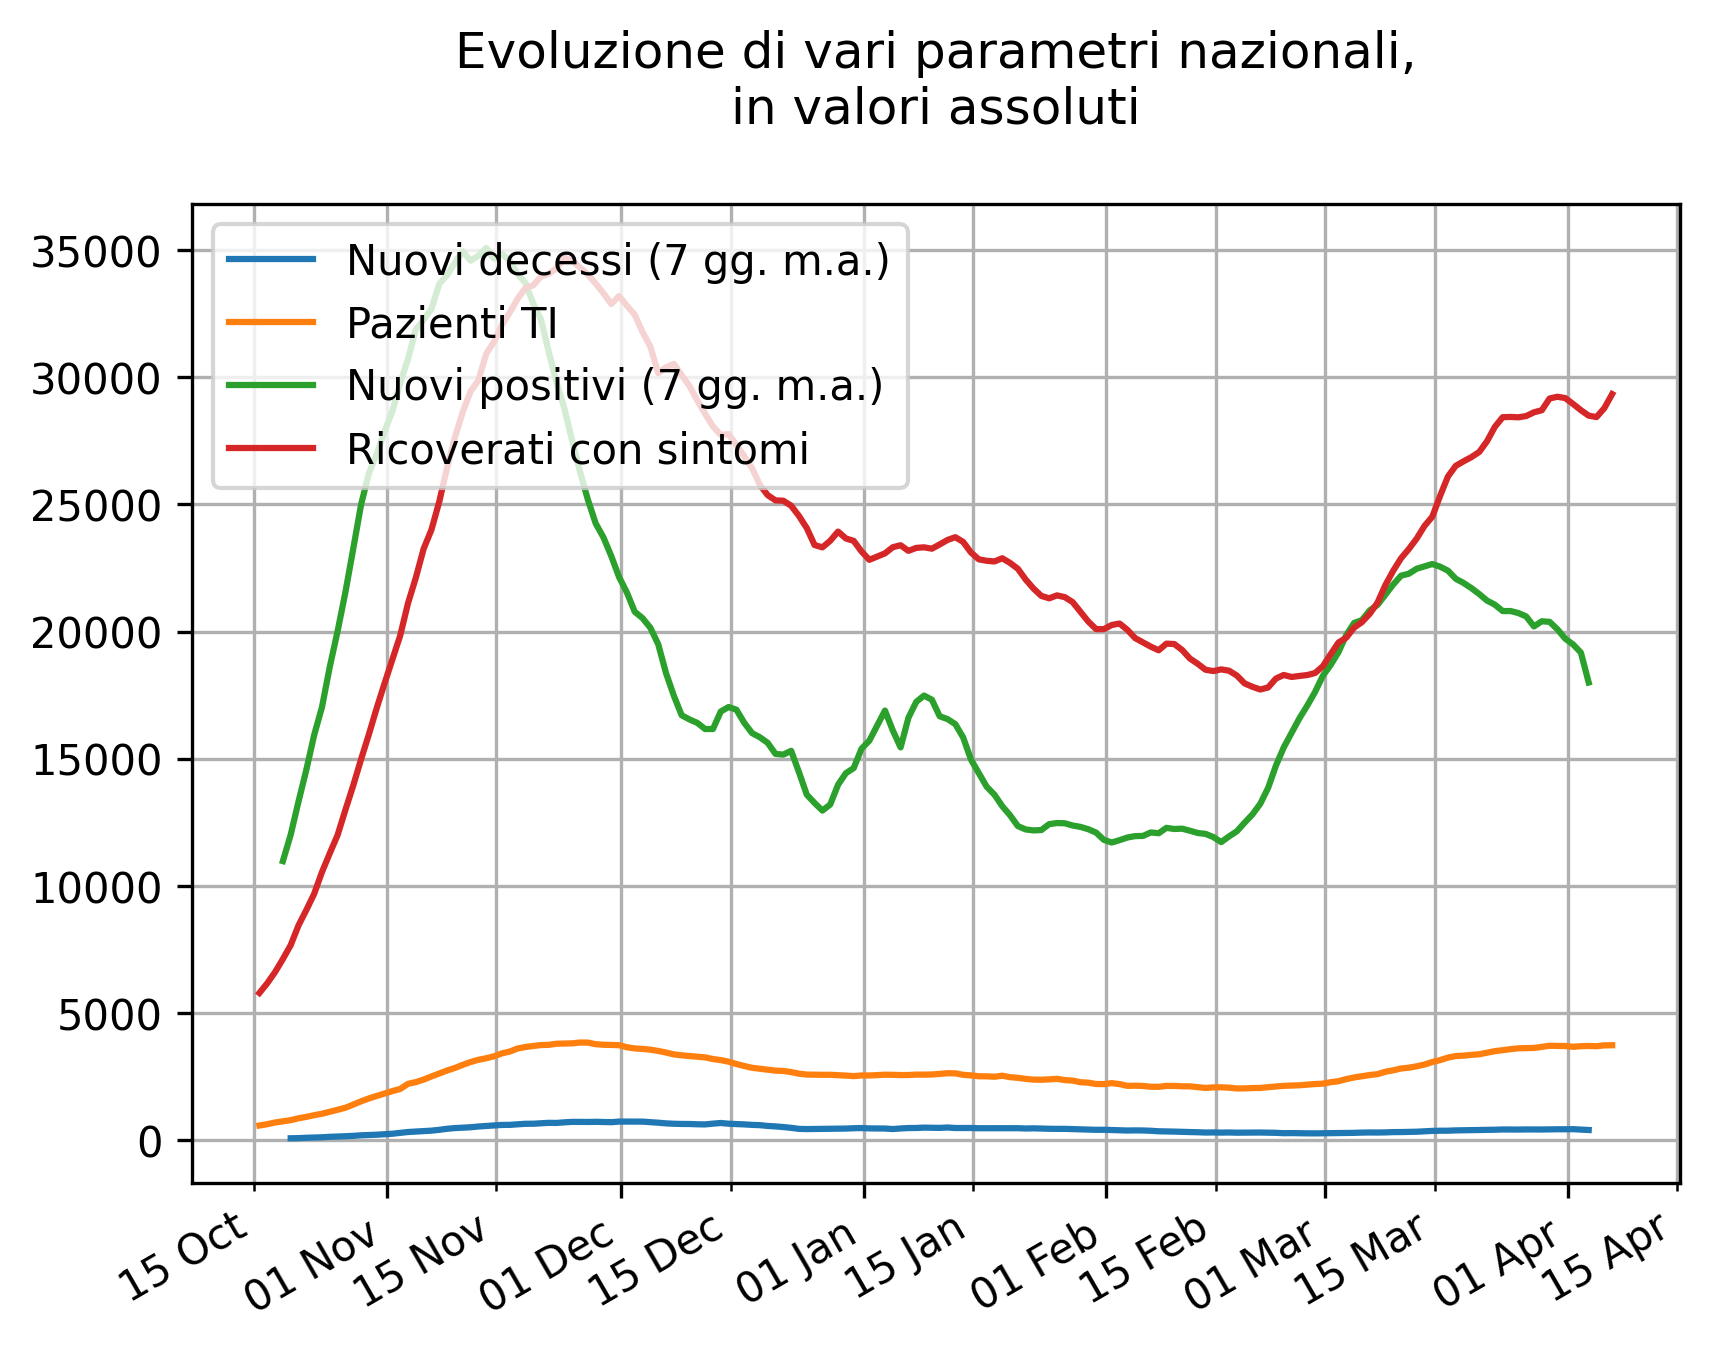 Evoluzione di vari parametri nazionali,
in valori assoluti
35000
30000
25000
20000
15000
10000
5000
0
Nuovi decessi (7 gg. m.a.)
Pazienti TI
Nuovi positivi (7 gg. m.a.)
Ricoverati con sintomi
15 Oct
01 Nov
15 Nov
01 Dec
15 Dec
01 Jan
15 Jan
01 Feb
15 Feb
01 Mar
15 Mar
01 Apr
15 Apr